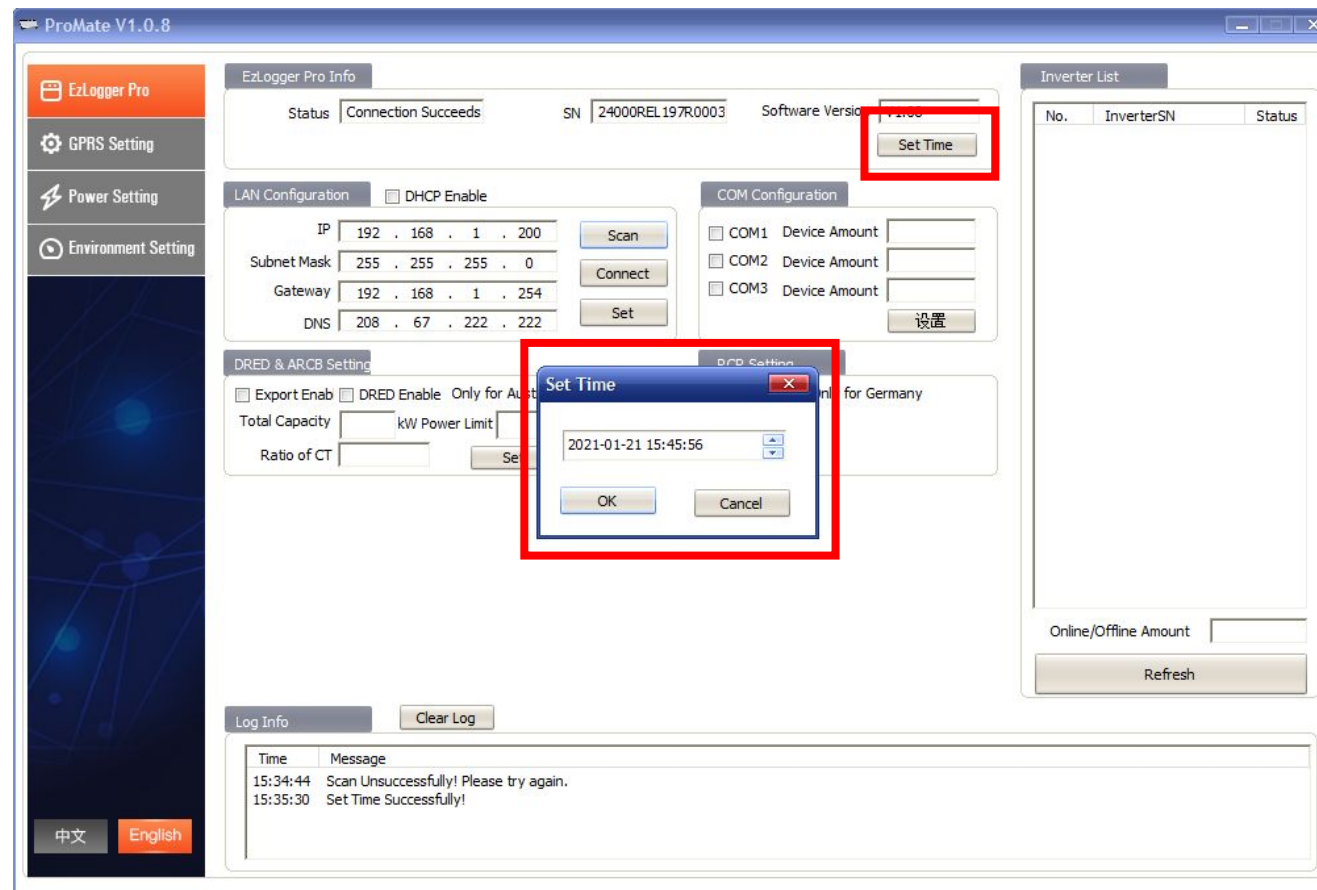 ProMate V1.0.8
EzLogger Pro
GPRS Setting
Power Setting
Environment Setting
中文 English
EzLogger Pro Info
Status Connection Succeeds SN 24000REL197R0003 Software Version
Set Time
LAN Configuration DHCP Enable
IP 192 . 168 . 1 . 200 Scan
Subnet Mask 255 . 255 . 255 . 0 Connect
Gateway 192 . 168 . 1 . 254
DNS 208 . 67 . 222 . 222 Set
COM Configuration
COM1 Device Amount
COM2 Device Amount
COM3 Device Amount
设置
DRED & ARCB Setting
Export Enab DRED Enable Only for Aust
Total Capacity kW Power Limit
Ratio of CT Se
RCR Setting
for Germany
Set Time
2021-01-21 15:45:56
OK Cancel
Inverter List
No. InverterSN Status
Online/Offline Amount
Refresh
Log Info Clear Log
Time Message
15:34:44 Scan Unsuccessfully! Please try again.
15:35:30 Set Time Successfully!